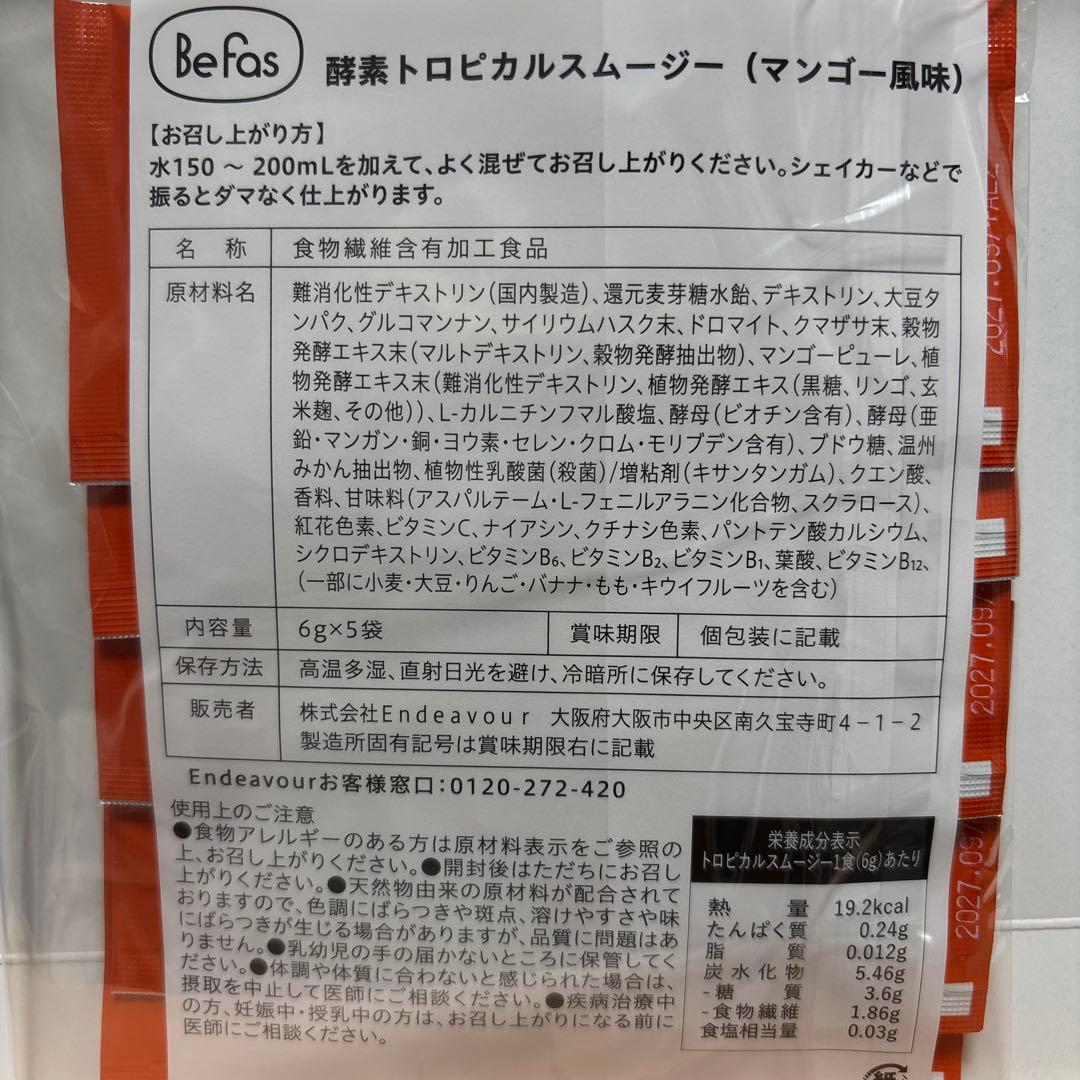 BeFas
酵素トロピカルスムージー（マンゴー風味）
【お召し上がり方】
水150 ～ 200mLを加えて、よく混ぜてお召し上がりください。シェイカーなどで
振るとダマなく仕上がります。
名 称 食物繊維含有加工食品
原材料名 難消化性デキストリン（国内製造）、還元麦芽糖水飴、デキストリン、大豆タ
ンパク、グルコマンナン、サイリウムハスク末、ドロマイト、クマザサ末、穀物
発酵エキス末（マルトデキストリン、穀物発酵抽出物）、マンゴーピューレ、植
物発酵エキス末（難消化性デキストリン、植物発酵エキス（黒糖、リンゴ、玄
米麹、その他））、L-カルニチンフマル酸塩、酵母（ビオチン含有）、酵母（亜
鉛・マンガン・銅・ヨウ素・セレン・クロム・モリブデン含有）、ブドウ糖、温州
みかん抽出物、植物性乳酸菌（殺菌）/増粘剤（キサンタンガム）、クエン酸、
香料、甘味料（アスパルテーム・L-フェニルアラニン化合物、スクラロース）、
紅花色素、ビタミンC、ナイアシン、クチナシ色素、パントテン酸カルシウム、
シクロデキストリン、ビタミンB₆、ビタミンB₂、ビタミンB₁、葉酸、ビタミンB₁₂、
（一部に小麦・大豆・りんご・バナナ・もも・キウイフルーツを含む）
内容量 6g×5袋 賞味期限 個包装に記載
保存方法 高温多湿、直射日光を避け、冷暗所に保存してください。
販売者 株式会社Endeavour 大阪府大阪市中央区南久宝寺町4－1－2
製造所固有記号は賞味期限右に記載
Endeavourお客様窓口：0120-272-420
使用上のご注意
●食物アレルギーのある方は原材料表示をご参照の
上、お召し上がりください。●開封後はただちにお召し
上がりください。●天然物由来の原材料が配合されて
おりますので、色調にばらつきや斑点、溶けやすさや味
にばらつきが生じる場合がありますが、品質に問題はあ
りません。●乳幼児の手の届かないところに保管してく
ださい。●体調や体質に合わないと感じられた場合は、
摂取を中止して医師にご相談ください。●疾病治療中
の方、妊娠中・授乳中の方は、お召し上がりになる前に
医師にご相談ください。
栄養成分表示
トロピカルスムージー1食（6g）あたり
熱 量 19.2kcal
たんぱく質 0.24g
脂 質 0.012g
炭水化物 5.46g
-糖 質 3.6g
-食物繊維 1.86g
食塩相当量 0.03g
紙
2027.09/
2027.09/
2027.09/